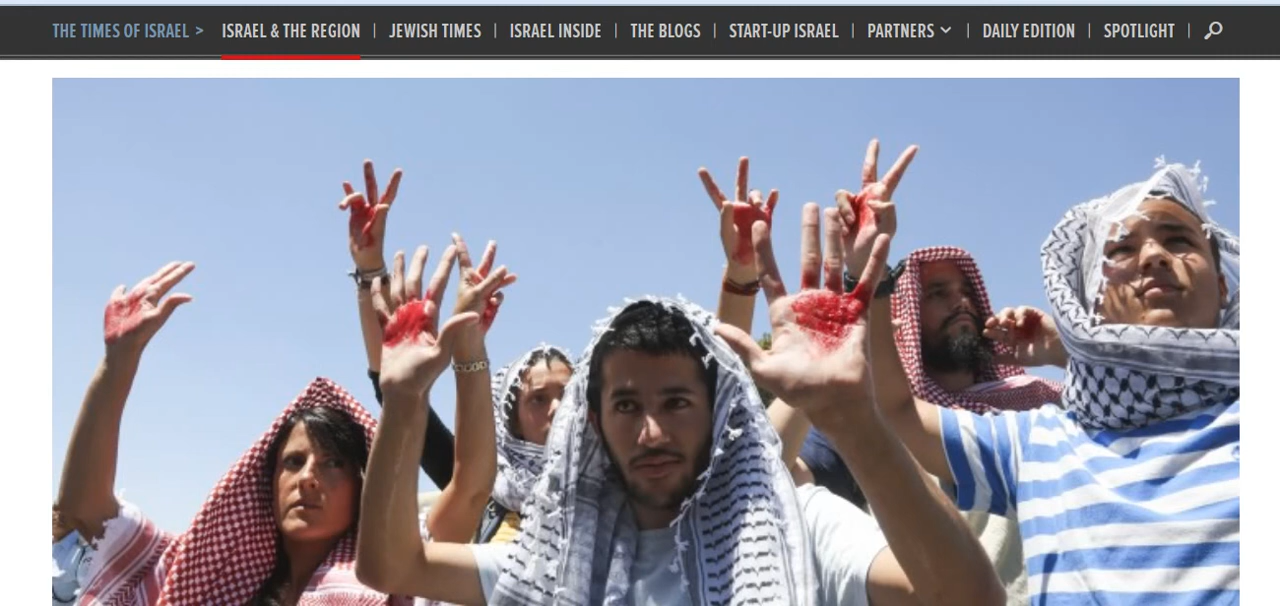 THE TIMES OF ISRAEL > ISRAEL & THE REGION | JEWISH TIMES | ISRAEL INSIDE | THE BLOGS | START-UP ISRAEL | PARTNERS | DAILY EDITION | SPOTLIGHT |